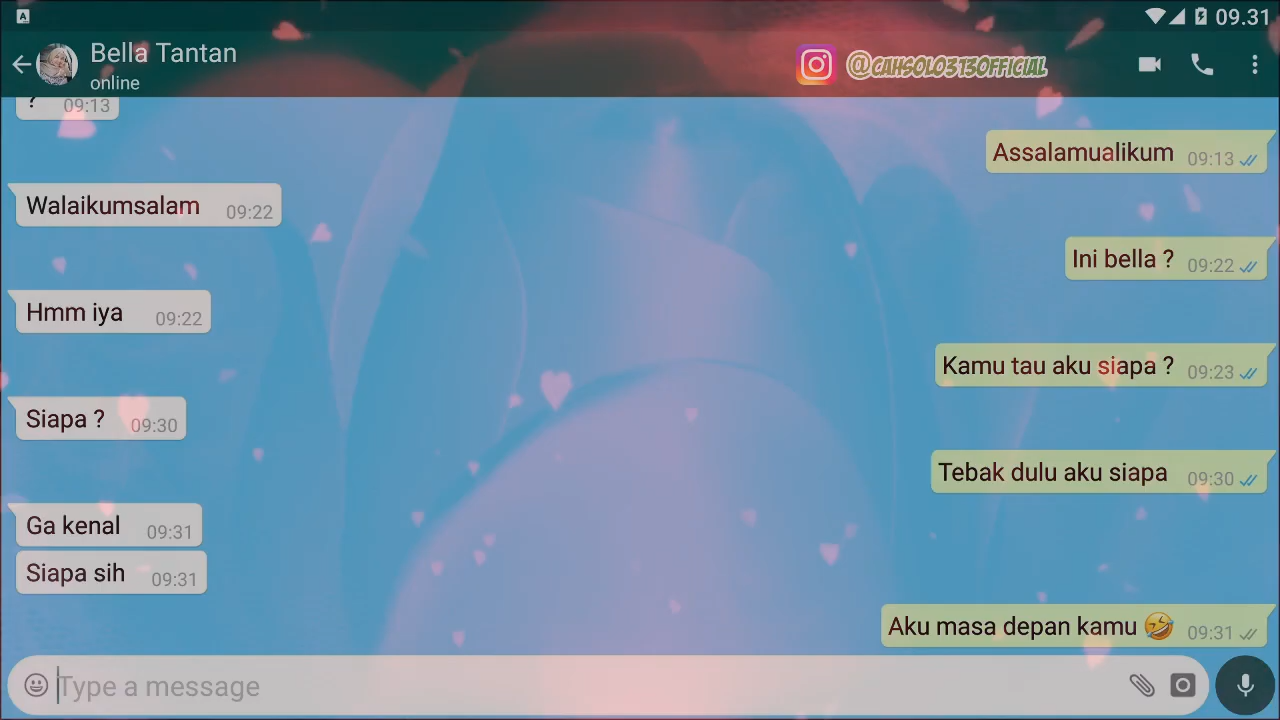 A
09.31
Bella Tantan
online
@CAHSOLO313OFFICIAL
? 09:13
Assalamualikum 09:13
Walaikumsalam 09:22
Ini bella ? 09:22
Hmm iya 09:22
Kamu tau aku siapa ? 09:23
Siapa ? 09:30
Tebak dulu aku siapa 09:30
Ga kenal 09:31
Siapa sih 09:31
Aku masa depan kamu 🤣 09:31
Type a message